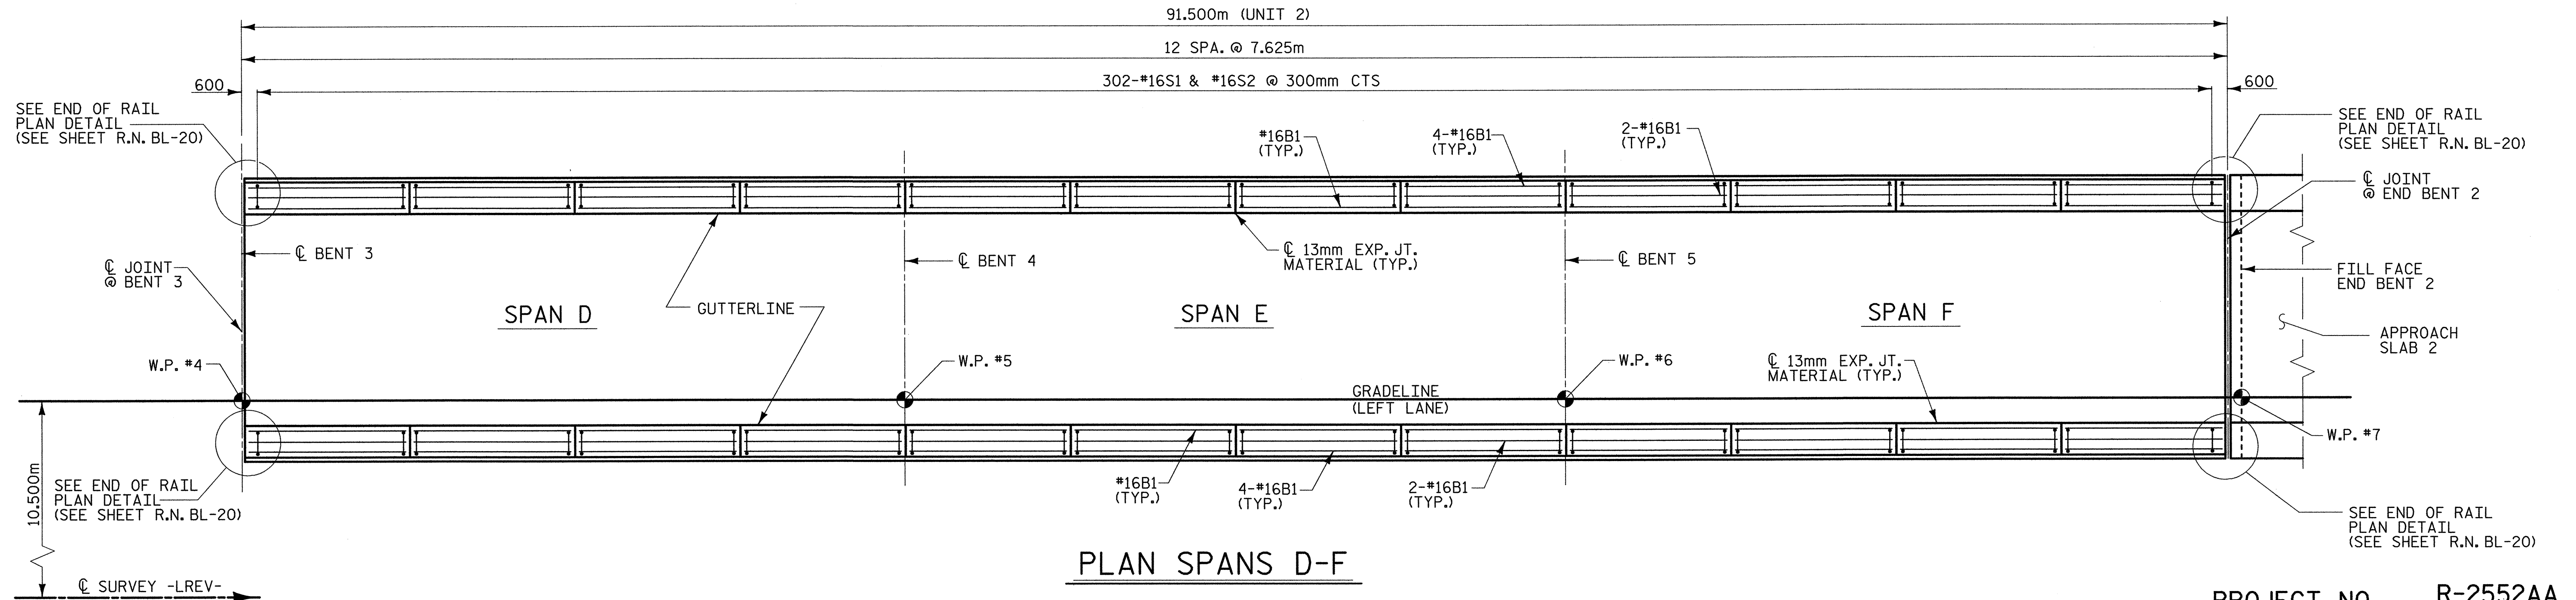 91.500m (UNIT 2)
12 SPA. @ 7.625m
302-#16S1 & #16S2 @ 300mm CTS
600
600
SEE END OF RAIL
PLAN DETAIL
(SEE SHEET R.N. BL-20)
#16B1
(TYP.)
4-#16B1
(TYP.)
2-#16B1
(TYP.)
SEE END OF RAIL
PLAN DETAIL
(SEE SHEET R.N. BL-20)
℄ JOINT
@ END BENT 2
℄ JOINT
@ BENT 3
℄ BENT 3
℄ BENT 4
℄ 13mm EXP. JT.
MATERIAL (TYP.)
℄ BENT 5
FILL FACE
END BENT 2
SPAN D
GUTTERLINE
SPAN E
SPAN F
APPROACH
SLAB 2
W.P. #4
W.P. #5
W.P. #6
℄ 13mm EXP. JT.
MATERIAL (TYP.)
GRADELINE
(LEFT LANE)
W.P. #7
10.500m
SEE END OF RAIL
PLAN DETAIL
(SEE SHEET R.N. BL-20)
#16B1
(TYP.)
4-#16B1
(TYP.)
2-#16B1
(TYP.)
SEE END OF RAIL
PLAN DETAIL
(SEE SHEET R.N. BL-20)
PLAN SPANS D-F
℄ SURVEY -LREV-
PROJECT NO. R-2552AA